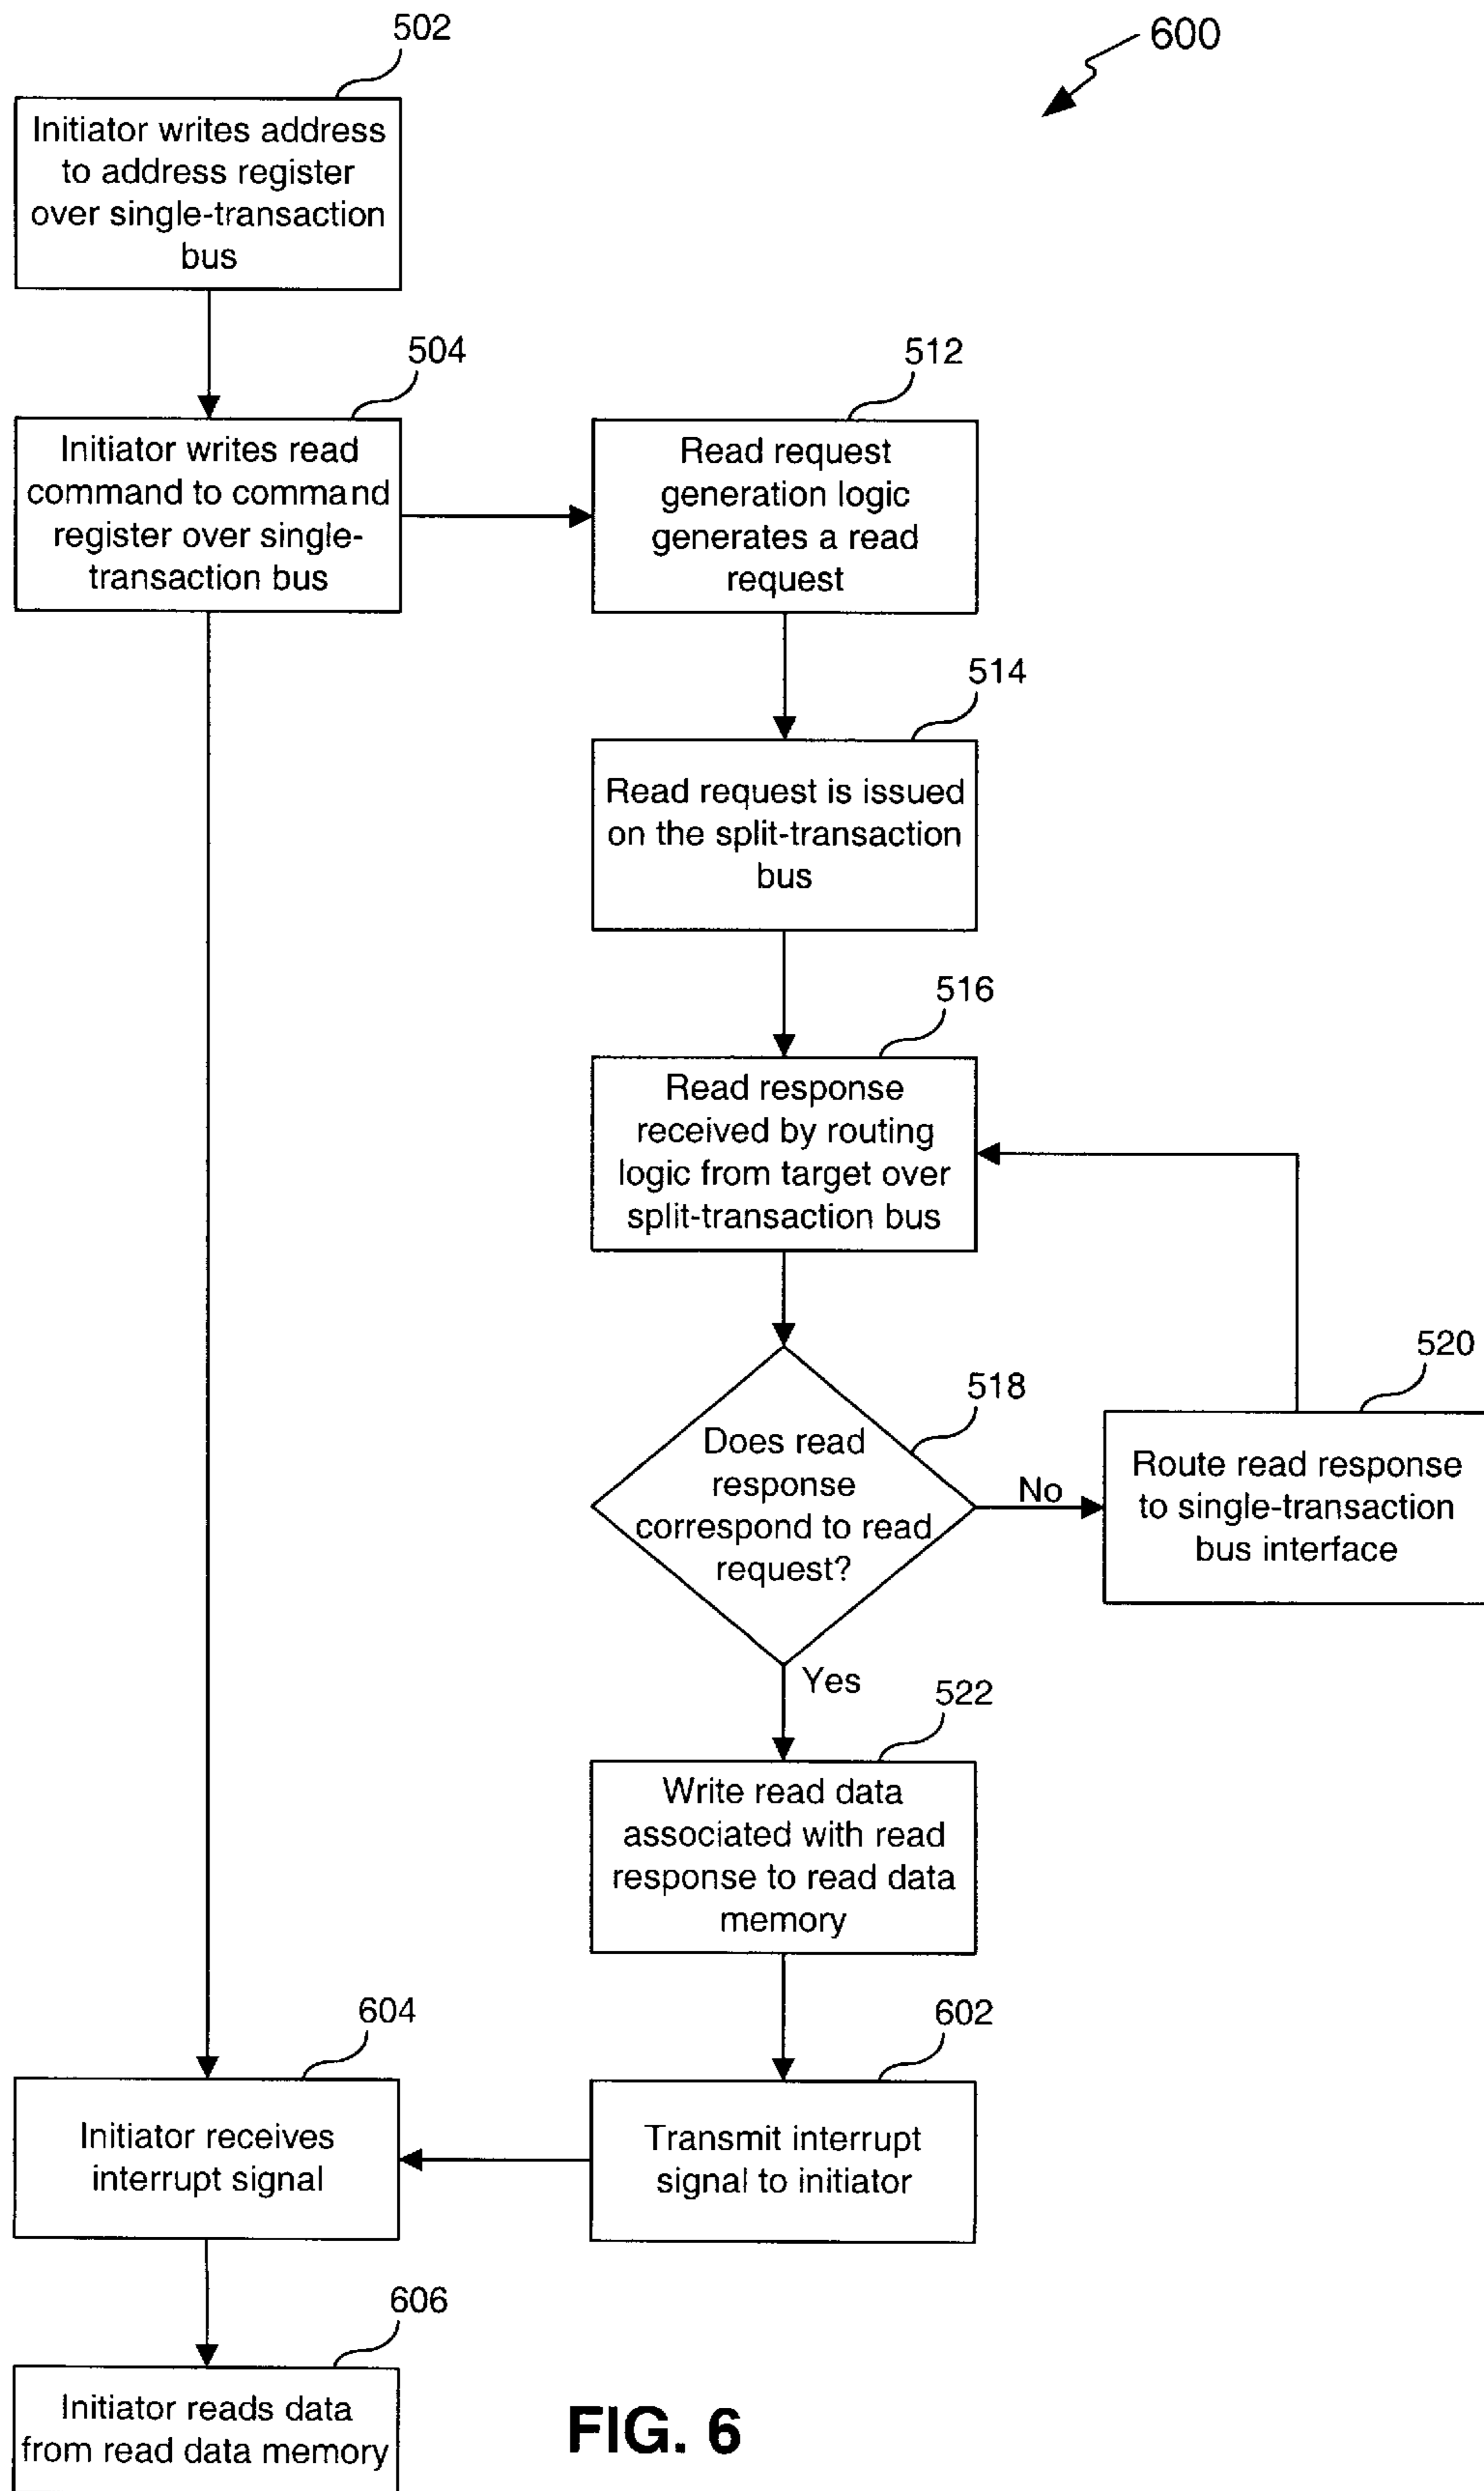 600
502
Initiator writes address
to address register
over single-transaction
bus
504
Initiator writes read
command to command
register over single-
transaction bus
512
Read request
generation logic
generates a read
request
514
Read request is issued
on the split-transaction
bus
516
Read response
received by routing
logic from target over
split-transaction bus
518
Does read
response
correspond to read
request?
No
520
Route read response
to single-transaction
bus interface
Yes
522
Write read data
associated with read
response to read data
memory
602
Transmit interrupt
signal to initiator
604
Initiator receives
interrupt signal
606
Initiator reads data
from read data memory
FIG. 6